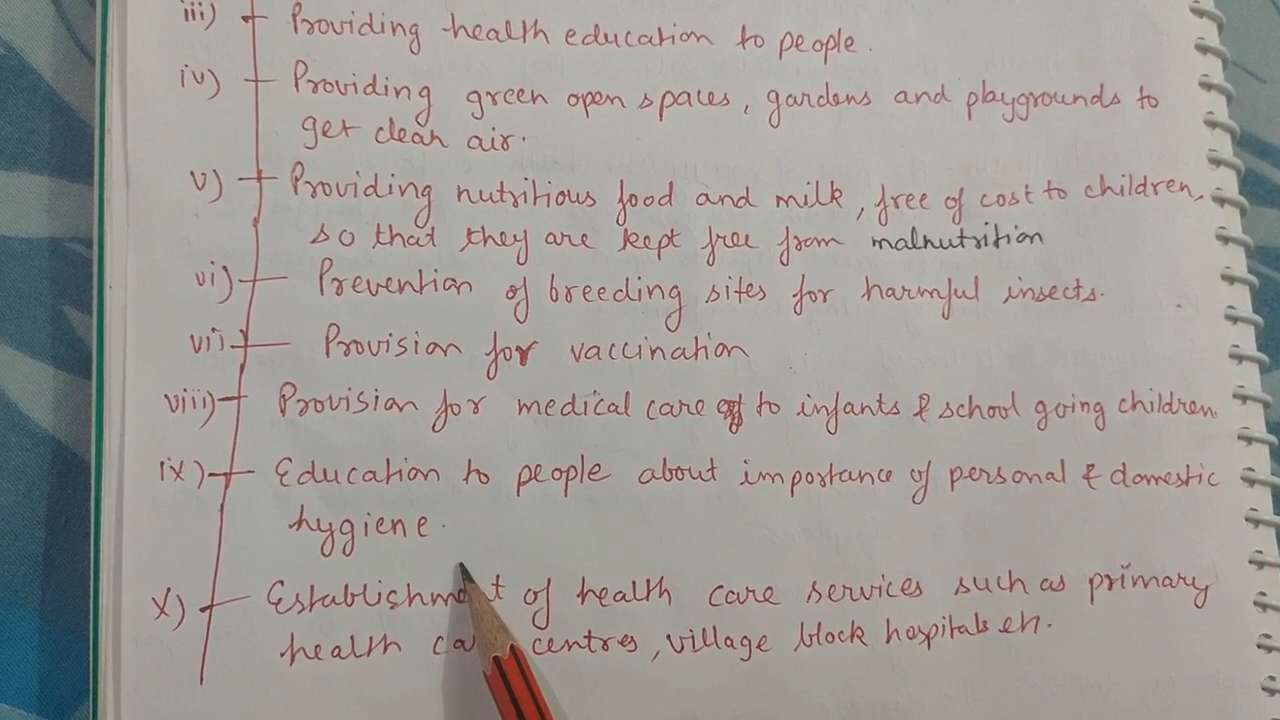 iii) Providing health education to people.
iv) Providing green open spaces, gardens and playgrounds to
get clean air.
v) Providing nutritious food and milk, free of cost to children,
so that they are kept free from malnutrition
vi) Prevention of breeding sites for harmful insects.
vii Provision for vaccination
viii) Provision for medical care to infants & school going children.
ix) Education to people about importance of personal & domestic
hygiene.
x) Establishment of health care services such as primary
health care centres, village block hospitals etc.